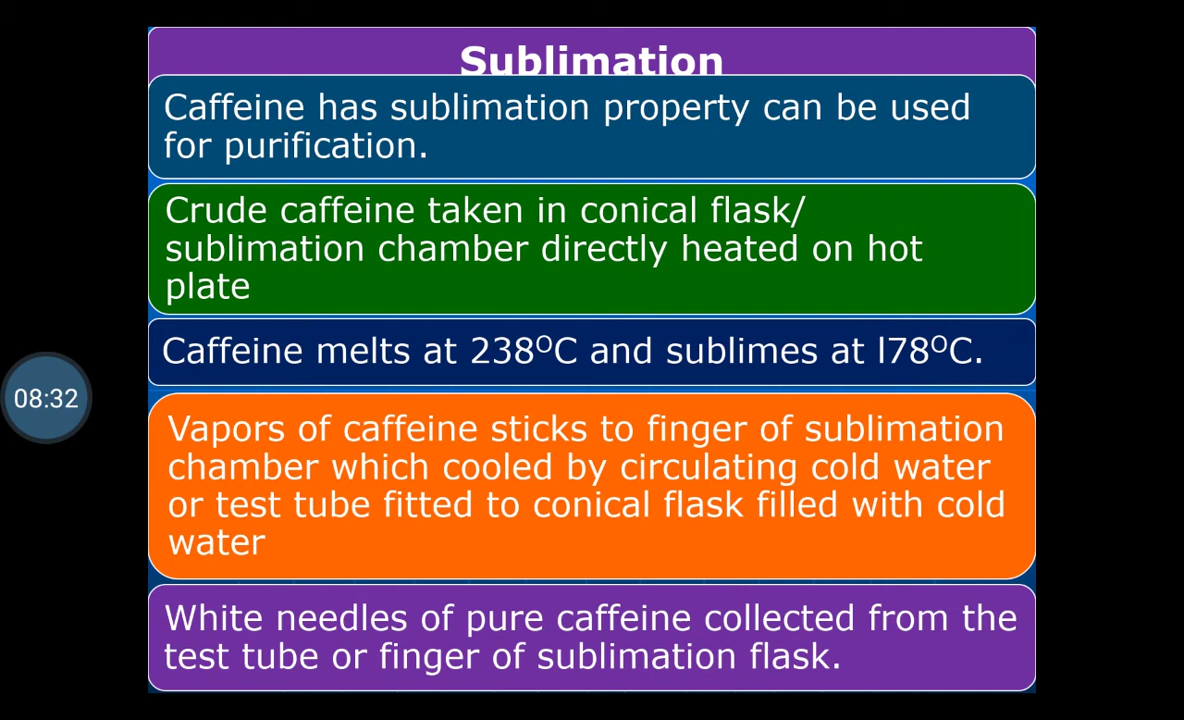 Sublimation
Caffeine has sublimation property can be used
for purification.
Crude caffeine taken in conical flask/
sublimation chamber directly heated on hot
plate
Caffeine melts at 238ᴼC and sublimes at l78ᴼC.
08:32
Vapors of caffeine sticks to finger of sublimation
chamber which cooled by circulating cold water
or test tube fitted to conical flask filled with cold
water
White needles of pure caffeine collected from the
test tube or finger of sublimation flask.